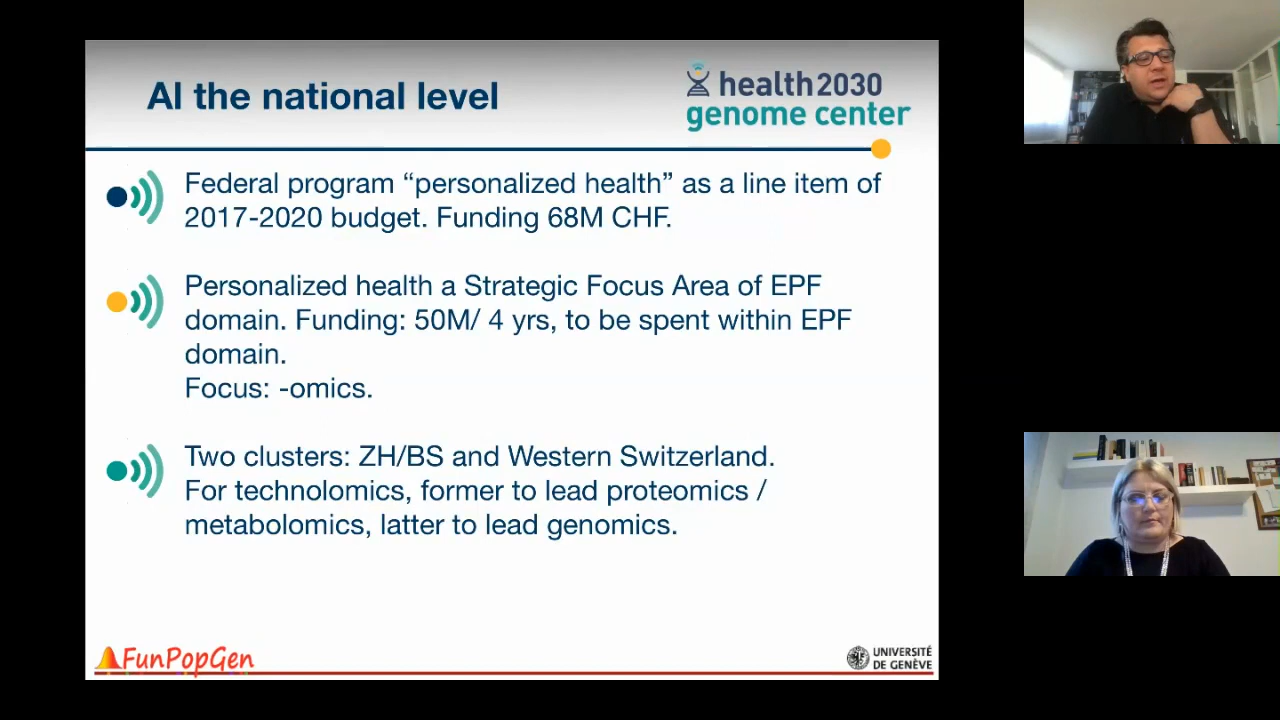 AI the national level
health2030
genome center
Federal program “personalized health” as a line item of
2017-2020 budget. Funding 68M CHF.
Personalized health a Strategic Focus Area of EPF
domain. Funding: 50M/ 4 yrs, to be spent within EPF
domain.
Focus: -omics.
Two clusters: ZH/BS and Western Switzerland.
For technolomics, former to lead proteomics /
metabolomics, latter to lead genomics.
FunPopGen
UNIVERSITÉ
DE GENÈVE